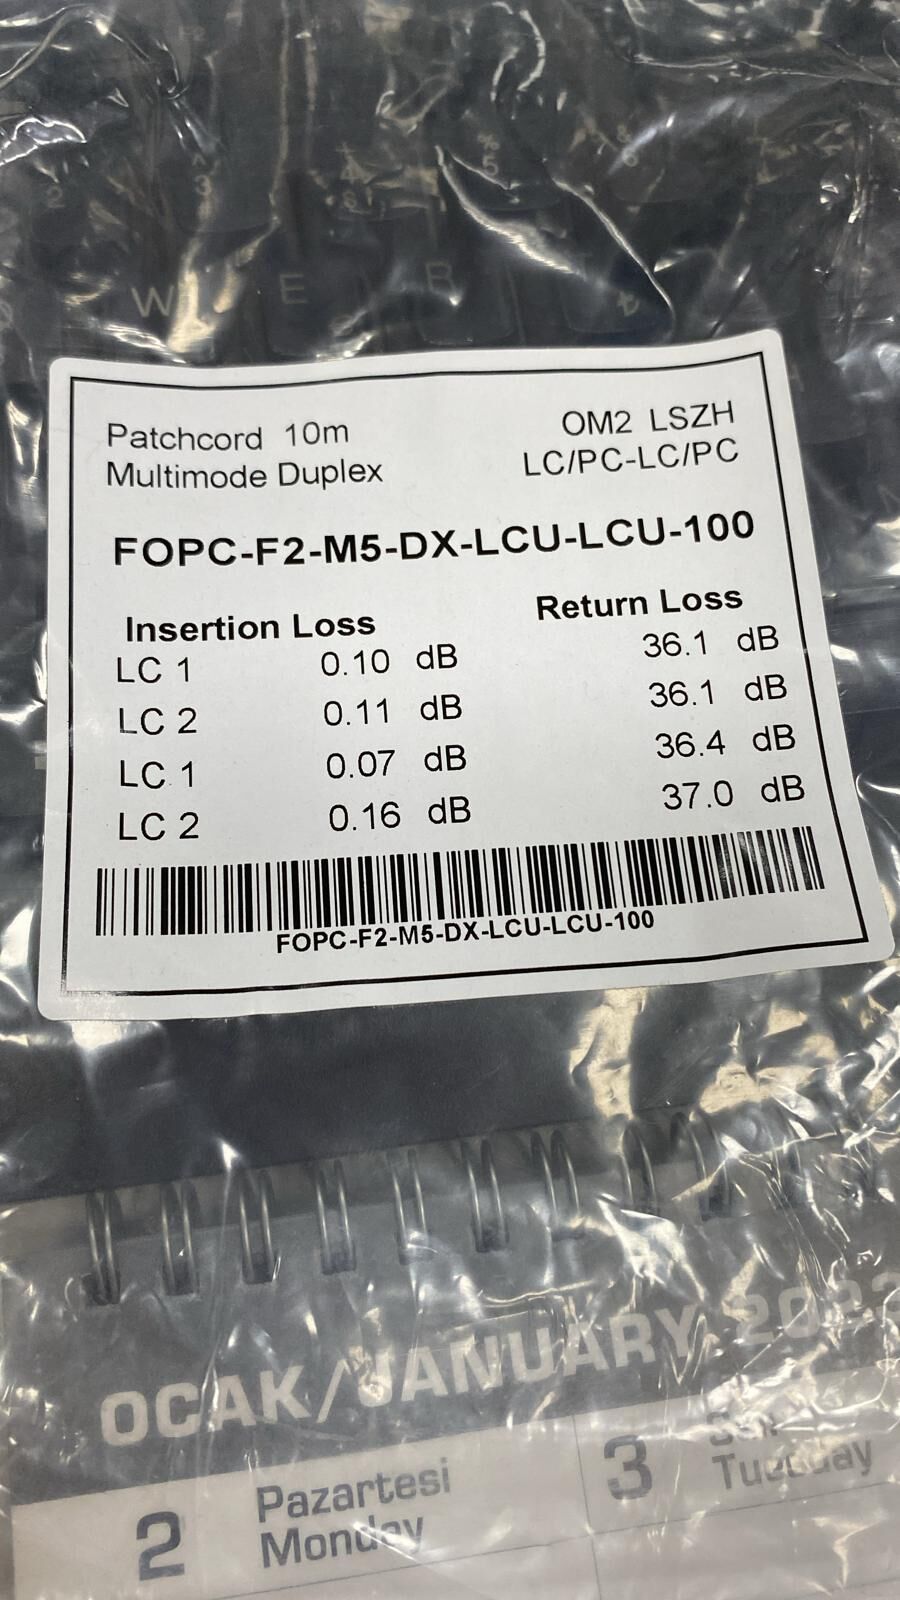 W E R
Patchcord 10m
Multimode Duplex
OM2 LSZH
LC/PC-LC/PC
FOPC-F2-M5-DX-LCU-LCU-100
Insertion Loss Return Loss
LC 1 0.10 dB 36.1 dB
LC 2 0.11 dB 36.1 dB
LC 1 0.07 dB 36.4 dB
LC 2 0.16 dB 37.0 dB
FOPC-F2-M5-DX-LCU-LCU-100
OCAK/JANUARY 2023
2 Pazartesi
Monday
3 Salı
Tuesday